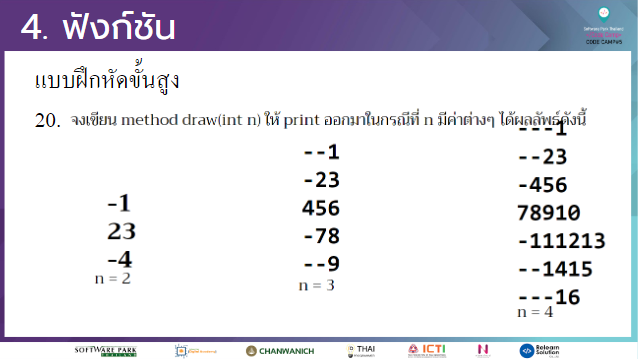 4. ฟังก์ชัน
Software Park Thailand
CODE CAMPUS
แบบฝึกหัดขั้นสูง
20. จงเขียน method draw(int n) ให้ print ออกมาในกรณีที่ n มีค่าต่างๆ ได้ผลลัพธ์ดังนี้
-1
23
-4
n = 2
--1
-23
456
-78
--9
n = 3
---1
--23
-456
78910
-111213
--1415
---16
n = 4
SOFTWARE PARK
THAILAND
CHANWANICH
THAI
ICTI
Relearn
Solution